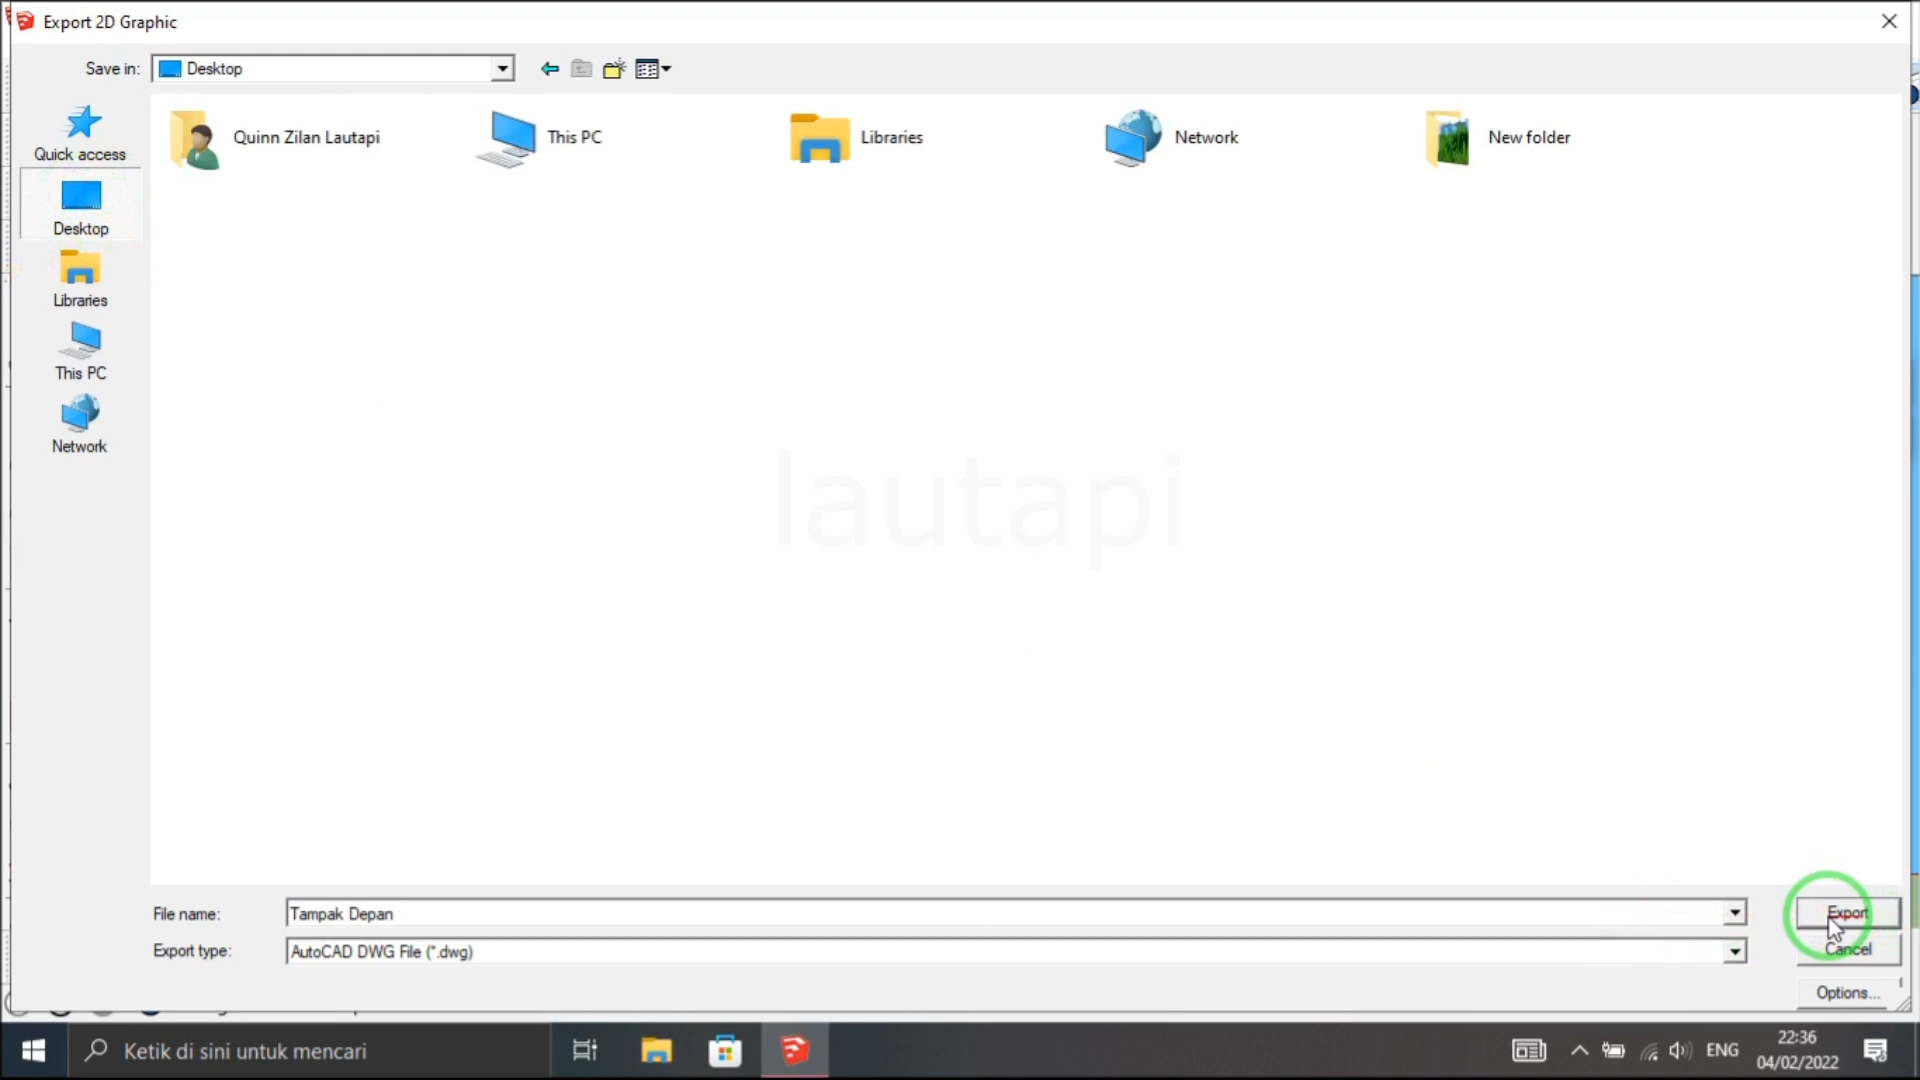 Export 2D Graphic
Save in: Desktop
Quinn Zilan Lautapi
This PC
Libraries
Network
New folder
Quick access
Desktop
Libraries
This PC
Network
lautapi
File name: Tampak Depan
Export
Export type: AutoCAD DWG File (*.dwg)
Cancel
Options...
Ketik di sini untuk mencari
ENG
22:36
04/02/2022